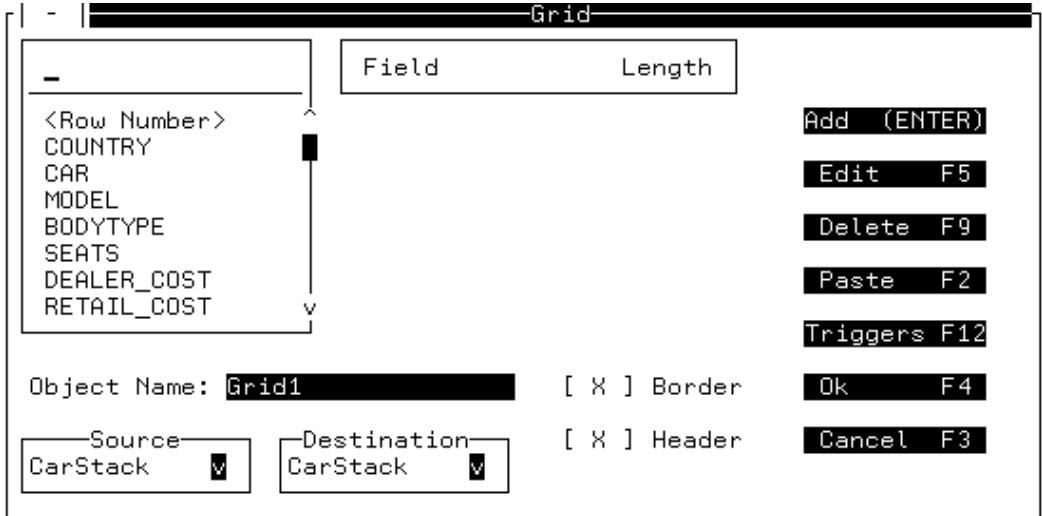 - Grid
Field Length
<Row Number> ^
COUNTRY
CAR
MODEL
BODYTYPE
SEATS
DEALER_COST
RETAIL_COST v
Add (ENTER)
Edit F5
Delete F9
Paste F2
Triggers F12
Object Name: Grid1 [ X ] Border Ok F4
Source Destination [ X ] Header Cancel F3
CarStack v CarStack v